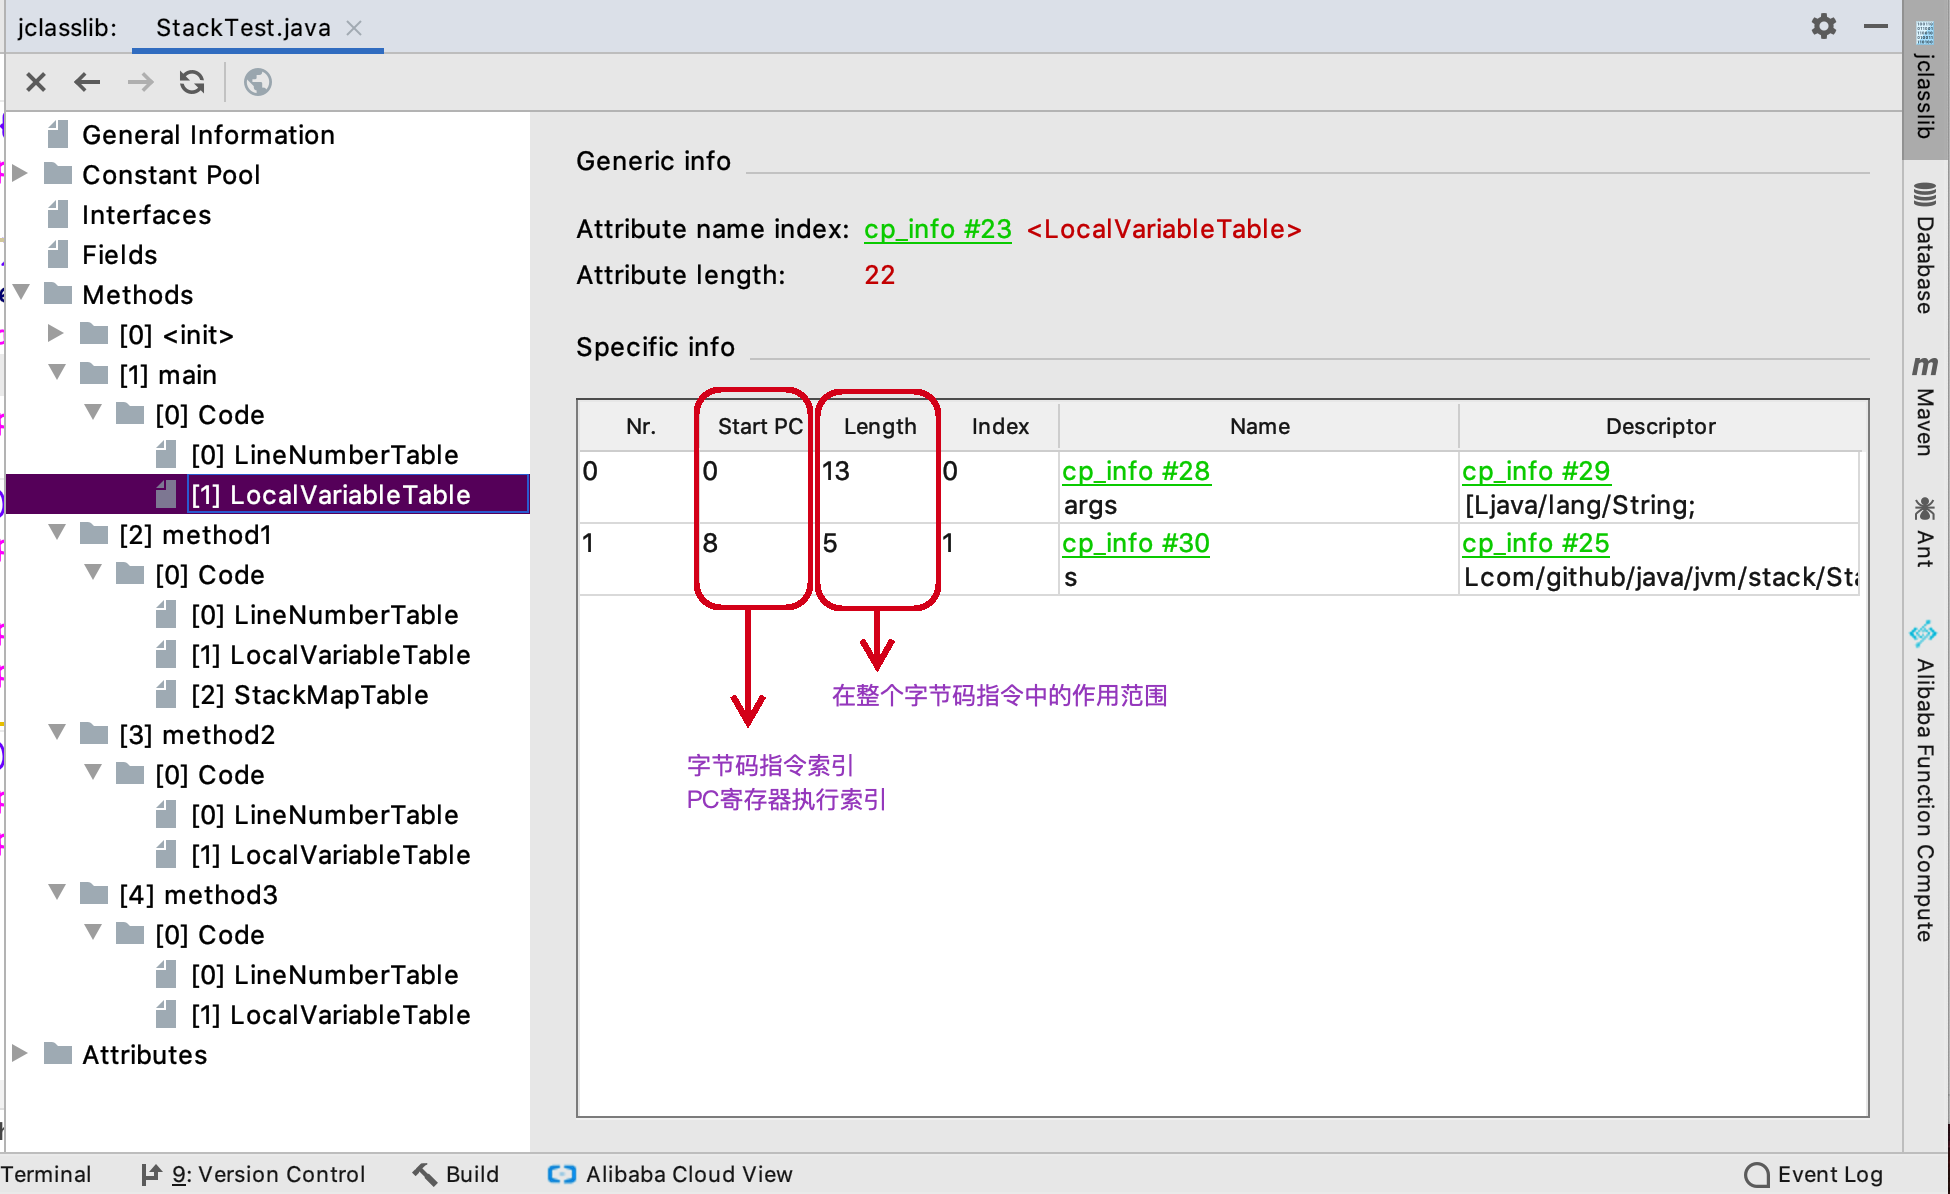 jclasslib: StackTest.java
General Information
Constant Pool
Interfaces
Fields
Methods
[0] <init>
[1] main
[0] Code
[0] LineNumberTable
[1] LocalVariableTable
[2] method1
[0] Code
[0] LineNumberTable
[1] LocalVariableTable
[2] StackMapTable
[3] method2
[0] Code
[0] LineNumberTable
[1] LocalVariableTable
[4] method3
[0] Code
[0] LineNumberTable
[1] LocalVariableTable
Attributes
Generic info
Attribute name index: cp_info #23 <LocalVariableTable>
Attribute length: 22
Specific info
Nr. Start PC Length Index Name Descriptor
0 0 13 0 cp_info #28 cp_info #29
args [Ljava/lang/String;
1 8 5 1 cp_info #30 cp_info #25
s Lcom/github/java/jvm/stack/Sta
在整个字节码指令中的作用范围
字节码指令索引
PC寄存器执行索引
jclasslib
Database
Maven
Ant
Alibaba Function Compute
Terminal 9: Version Control Build Alibaba Cloud View Event Log